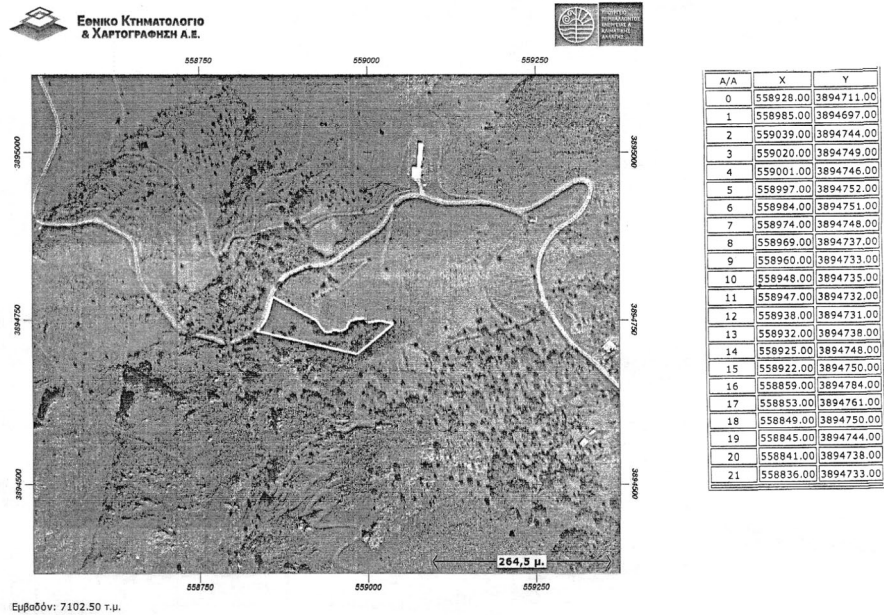 ΕΘΝΙΚΟ ΚΤΗΜΑΤΟΛΟΓΙΟ
& ΧΑΡΤΟΓΡΑΦΗΣΗ Α.Ε.
ΥΠΟΥΡΓΕΙΟ
ΠΕΡΙΒΑΛΛΟΝΤΟΣ
ΕΝΕΡΓΕΙΑΣ &
ΚΛΙΜΑΤΙΚΗΣ
ΑΛΛΑΓΗΣ
558750 559000 559250
3895000 3895000
3894750 3894750
3894500 3894500
264,5 μ.
558750 559000 559250
Εμβαδόν: 7102.50 τ.μ.
Α/Α X Y
0 558928.00 3894711.00
1 558985.00 3894697.00
2 559039.00 3894744.00
3 559020.00 3894749.00
4 559001.00 3894746.00
5 558997.00 3894752.00
6 558984.00 3894751.00
7 558974.00 3894748.00
8 558969.00 3894737.00
9 558960.00 3894733.00
10 558948.00 3894735.00
11 558947.00 3894732.00
12 558938.00 3894731.00
13 558932.00 3894738.00
14 558925.00 3894748.00
15 558922.00 3894750.00
16 558859.00 3894784.00
17 558853.00 3894761.00
18 558849.00 3894750.00
19 558845.00 3894744.00
20 558841.00 3894738.00
21 558836.00 3894733.00